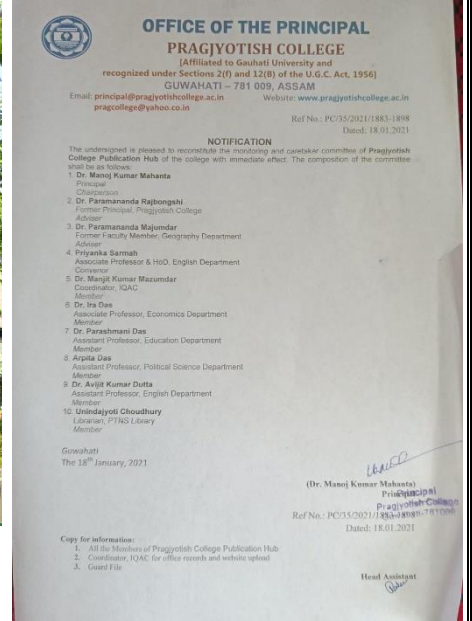 OFFICE OF THE PRINCIPAL
PRAGJYOTISH COLLEGE
[Affiliated to Gauhati University and
recognized under Sections 2(f) and 12(B) of the U.G.C. Act, 1956]
GUWAHATI – 781 009, ASSAM
Email: principal@pragjyotishcollege.ac.in Website: www.pragjyotishcollege.ac.in
pragcollege@yahoo.co.in
Ref No.: PC/35/2021/1883-1898
Dated: 18.01.2021
NOTIFICATION
The undersigned is pleased to reconstitute the monitoring and caretaker committee of Pragjyotish
College Publication Hub of the college with immediate effect. The composition of the committee
shall be as follows:
1. Dr. Manoj Kumar Mahanta
Principal
Chairperson
2. Dr. Paramananda Rajbongshi
Former Principal, Pragjyotish College
Advisor
3. Dr. Paramananda Majumdar
Former Faculty Member, Geography Department
Advisor
4. Priyanka Sarmah
Associate Professor & HoD, English Department
Convenor
5. Dr. Manjit Kumar Mazumdar
Coordinator, IQAC
Member
6. Dr. Ira Das
Associate Professor, Economics Department
Member
7. Dr. Parashmani Das
Assistant Professor, Education Department
Member
8. Arpita Das
Assistant Professor, Political Science Department
Member
9. Dr. Avijit Kumar Dutta
Assistant Professor, English Department
Member
10. Unindajyoti Choudhury
Librarian, PTNS Library
Member
Guwahati
The 18th January, 2021
(Dr. Manoj Kumar Mahanta)
Principal
Principal
Pragjyotish College
Ref No.: PC/35/2021/1883-1898
Dated: 18.01.2021
Copy for information:
1. All the Members of Pragjyotish College Publication Hub
2. Coordinator, IQAC for office records and website upload
3. Guard File
Head Assistant